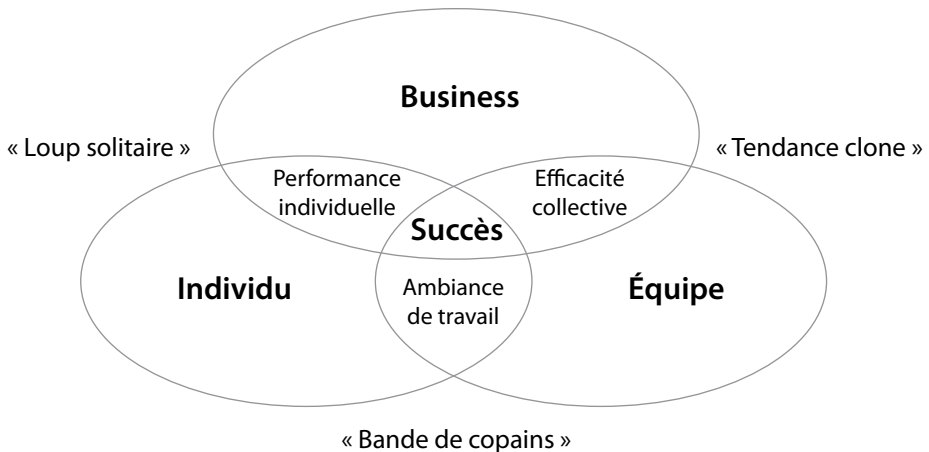 Business
« Loup solitaire »
« Tendance clone »
Performance
individuelle
Efficacité
collective
Succès
Individu
Ambiance
de travail
Équipe
« Bande de copains »